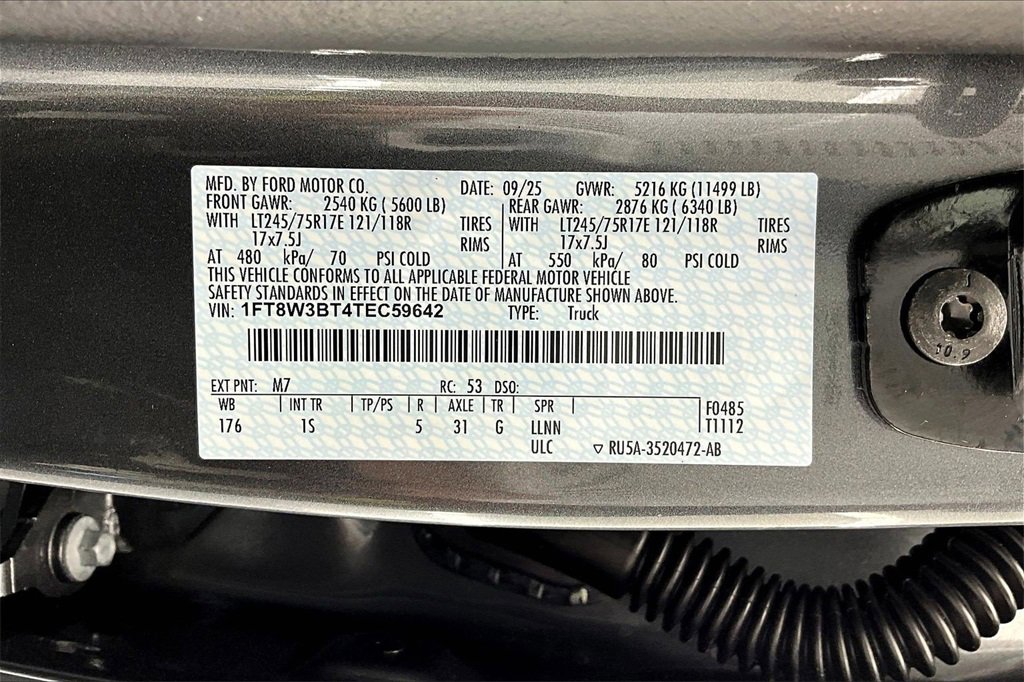 MFD. BY FORD MOTOR CO. DATE: 09/25 GVWR: 5216 KG (11499 LB)
FRONT GAWR: 2540 KG ( 5600 LB) REAR GAWR: 2876 KG ( 6340 LB)
WITH LT245/75R17E 121/118R TIRES WITH LT245/75R17E 121/118R TIRES
17x7.5J RIMS 17x7.5J RIMS
AT 480 kPa/ 70 PSI COLD AT 550 kPa/ 80 PSI COLD
THIS VEHICLE CONFORMS TO ALL APPLICABLE FEDERAL MOTOR VEHICLE
SAFETY STANDARDS IN EFFECT ON THE DATE OF MANUFACTURE SHOWN ABOVE.
VIN: 1FT8W3BT4TEC59642 TYPE: Truck
EXT PNT: M7 RC: 53 DSO:
WB INT TR TP/PS R AXLE TR SPR F0485
176 1S 5 31 G LLNN T1112
ULC RU5A-3520472-AB
10.9